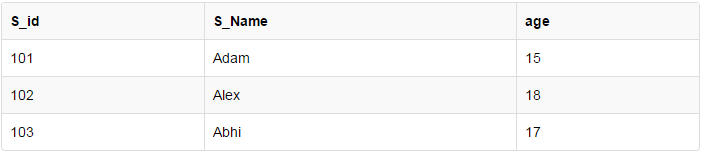 S_id S_Name age
101 Adam 15
102 Alex 18
103 Abhi 17